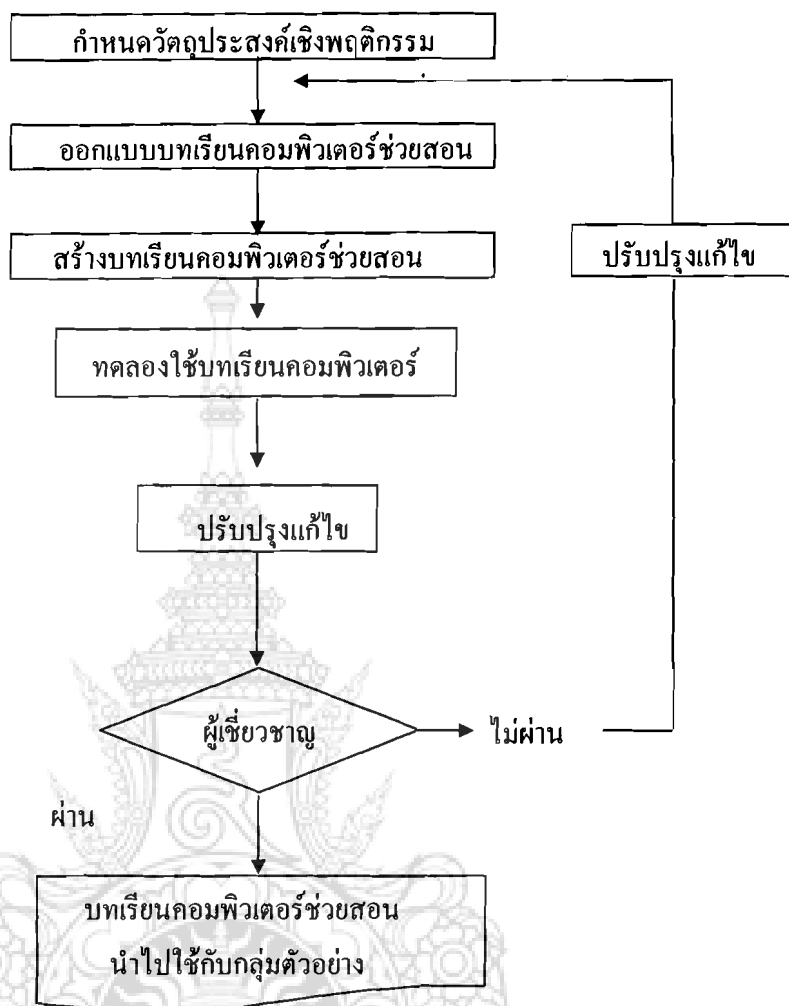 กำหนดวัตถุประสงค์เชิงพฤติกรรม
ออกแบบบทเรียนคอมพิวเตอร์ช่วยสอน
สร้างบทเรียนคอมพิวเตอร์ช่วยสอน
ปรับปรุงแก้ไข
ทดลองใช้บทเรียนคอมพิวเตอร์
ปรับปรุงแก้ไข
ผู้เชี่ยวชาญ
ไม่ผ่าน
ผ่าน
บทเรียนคอมพิวเตอร์ช่วยสอน
นำไปใช้กับกลุ่มตัวอย่าง